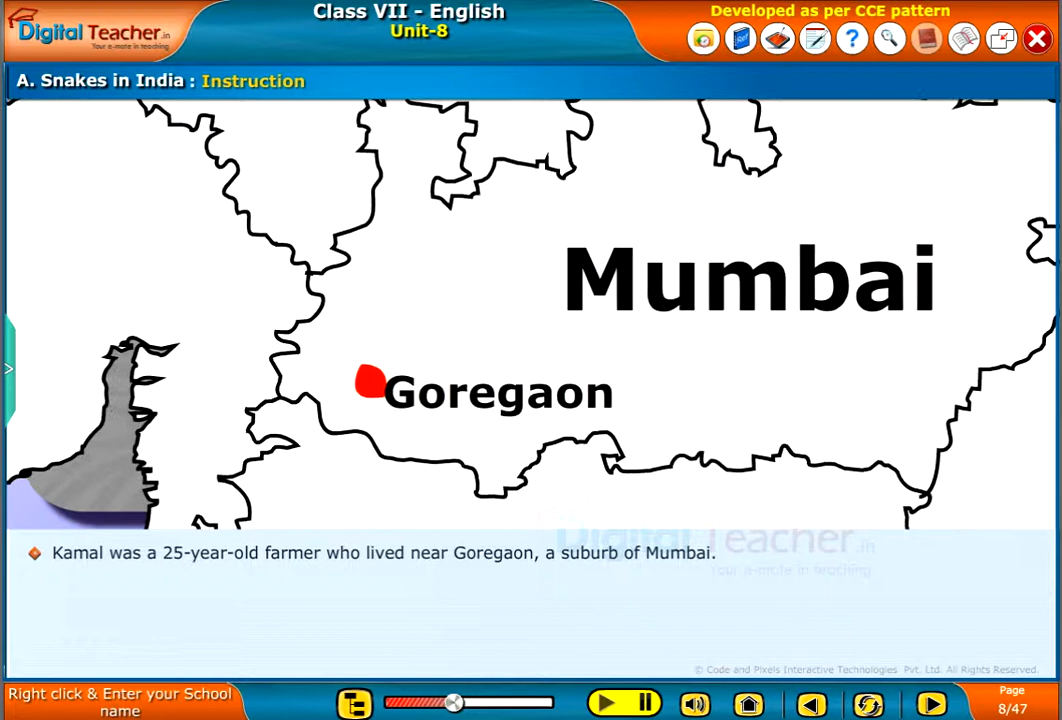 Digital Teacher.in
Your e-mate in teaching
Class VII - English
Unit-8
Developed as per CCE pattern
iRef
?
A. Snakes in India : Instruction
Mumbai
Goregaon
Digital Teacher.in
Your e-mate in teaching
Kamal was a 25-year-old farmer who lived near Goregaon, a suburb of Mumbai.
© Code and Pixels Interactive Technologies Pvt. Ltd. All Rights Reserved.
Right click & Enter your School
name
Page
8/47